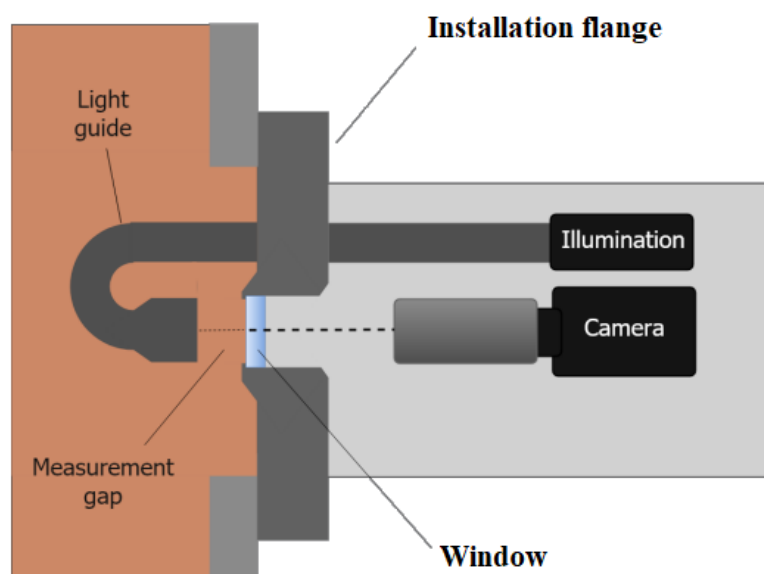 Installation flange
Light
guide
Illumination
Camera
Measurement
gap
Window